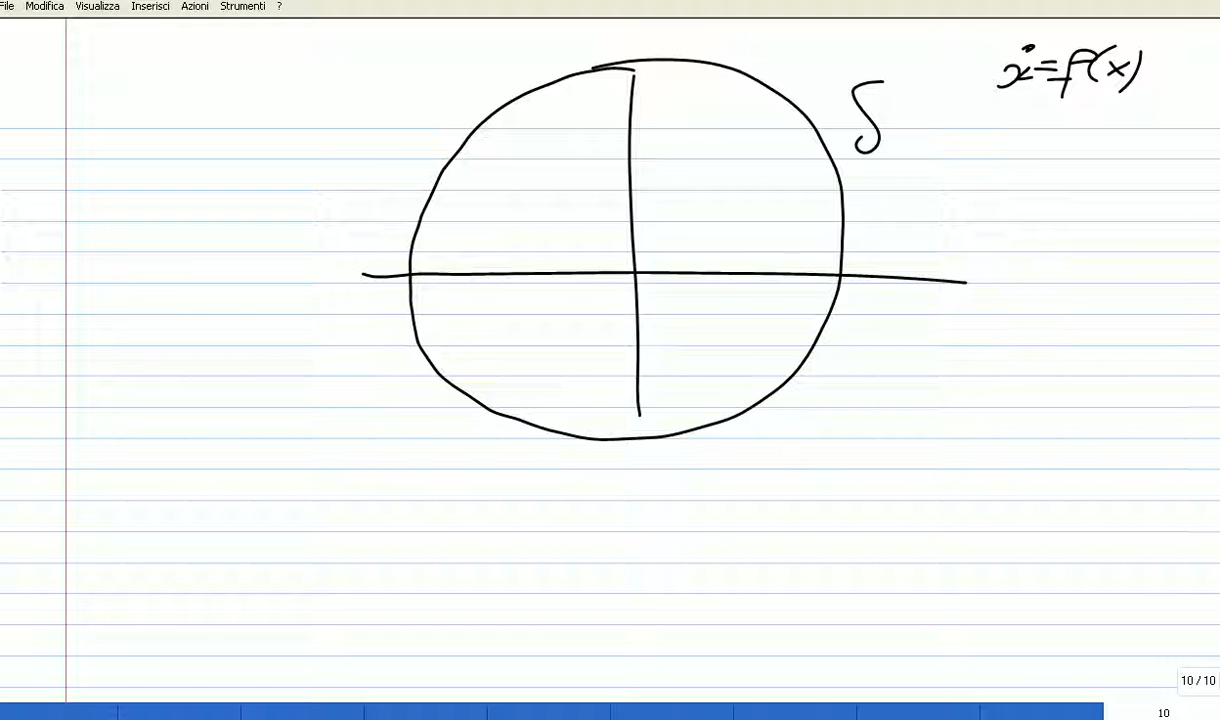 File Modifica Visualizza Inserisci Azioni Strumenti ?
ẋ=f(x)
δ
10 / 10
10